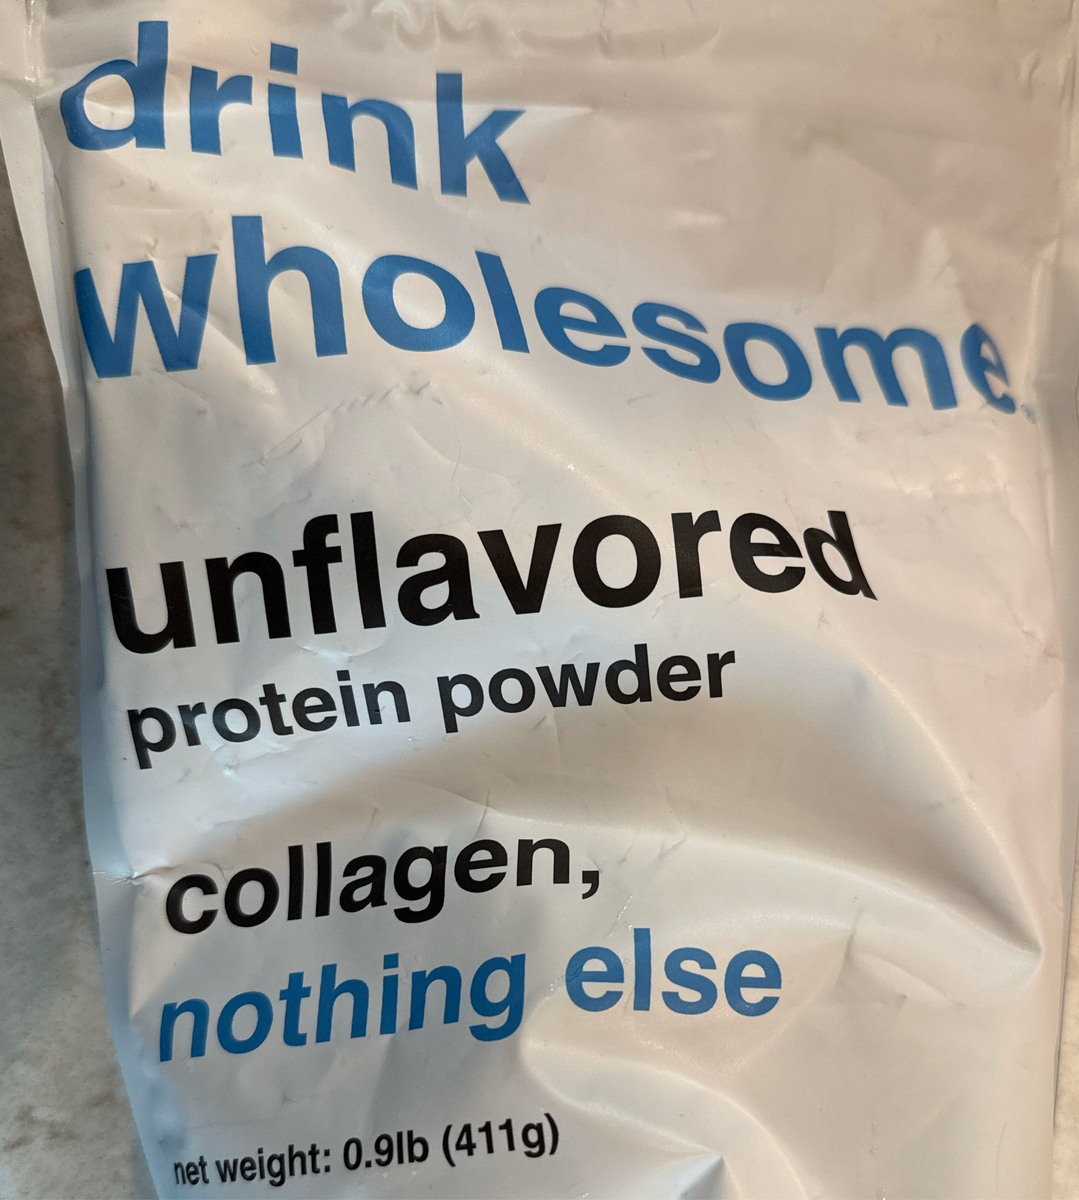 drink
wholesome
unflavored
protein powder
collagen,
nothing else
net weight: 0.9lb (411g)